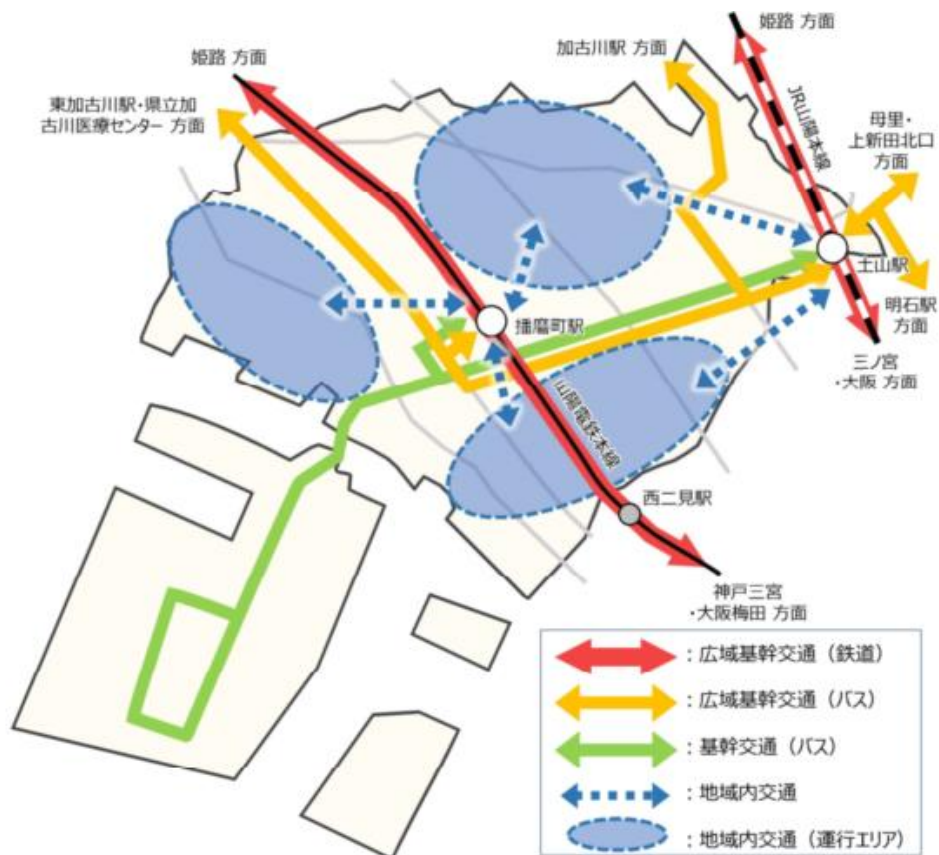 姫路 方面
姫路 方面
加古川駅 方面
東加古川駅・県立加
古川医療センター 方面
JR山陽本線
母里・
上新田北口
方面
土山駅
明石駅
方面
播磨町駅
三ノ宮
・大阪 方面
山陽電鉄本線
西二見駅
神戸三宮
・大阪梅田 方面
：広域基幹交通（鉄道）
：広域基幹交通（バス）
：基幹交通（バス）
：地域内交通
：地域内交通（運行エリア）